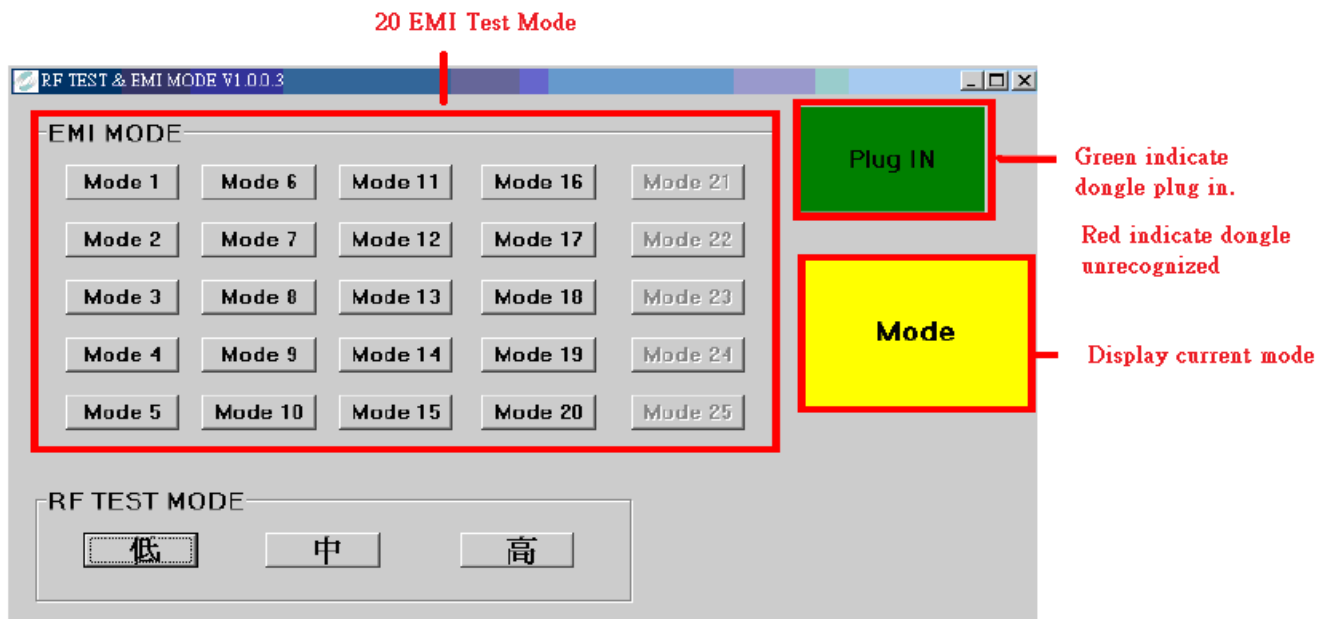 20 EMI Test Mode
RF TEST & EMI MODE V1.0.0.3
EMI MODE
Mode 1 Mode 6 Mode 11 Mode 16 Mode 21
Mode 2 Mode 7 Mode 12 Mode 17 Mode 22
Mode 3 Mode 8 Mode 13 Mode 18 Mode 23
Mode 4 Mode 9 Mode 14 Mode 19 Mode 24
Mode 5 Mode 10 Mode 15 Mode 20 Mode 25
Plug IN
Green indicate
dongle plug in.
Red indicate dongle
unrecognized
Mode
Display current mode
RF TEST MODE
低 中 高